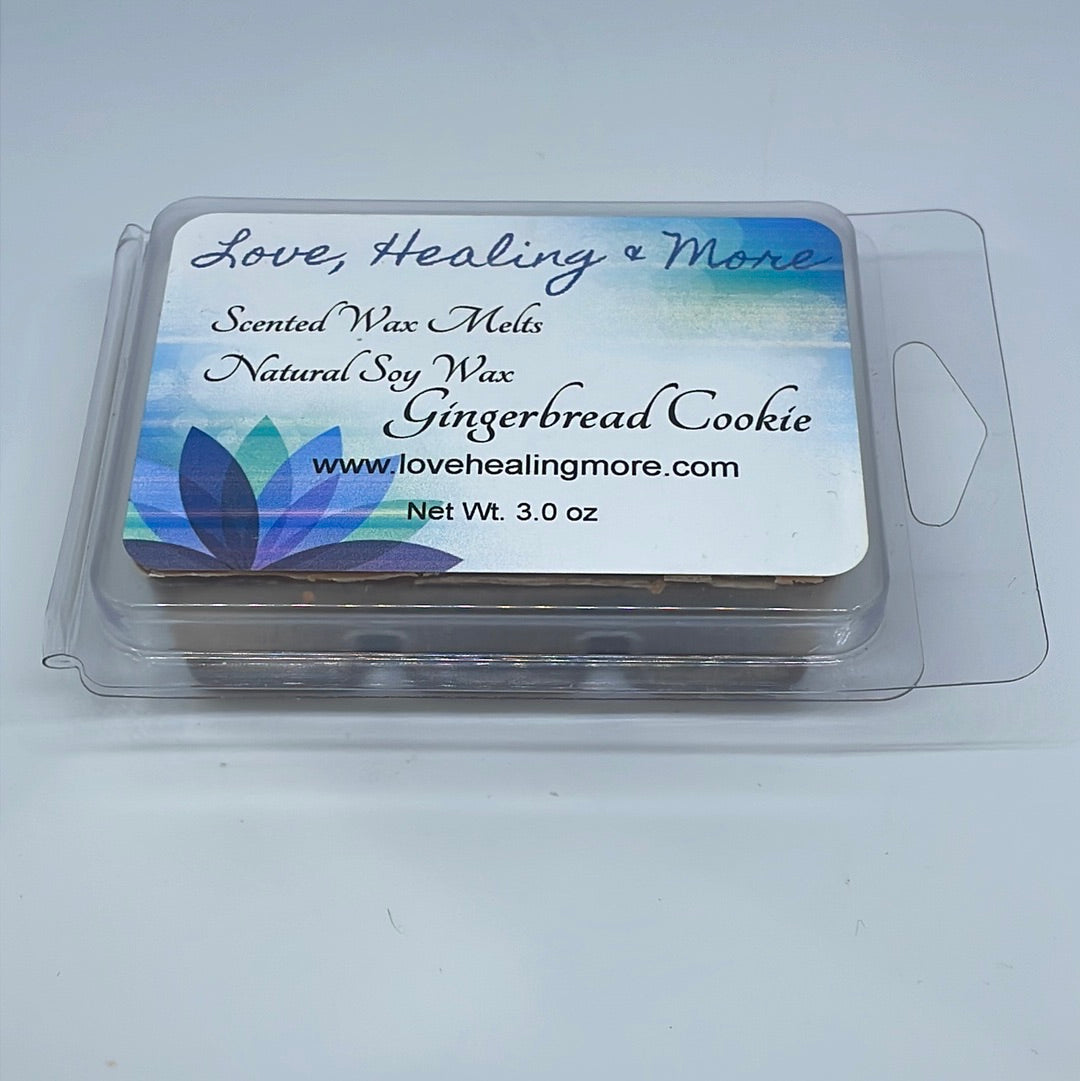 Love, Healing & More
Scented Wax Melts
Natural Soy Wax
Gingerbread Cookie
www.lovehealingmore.com
Net Wt. 3.0 oz